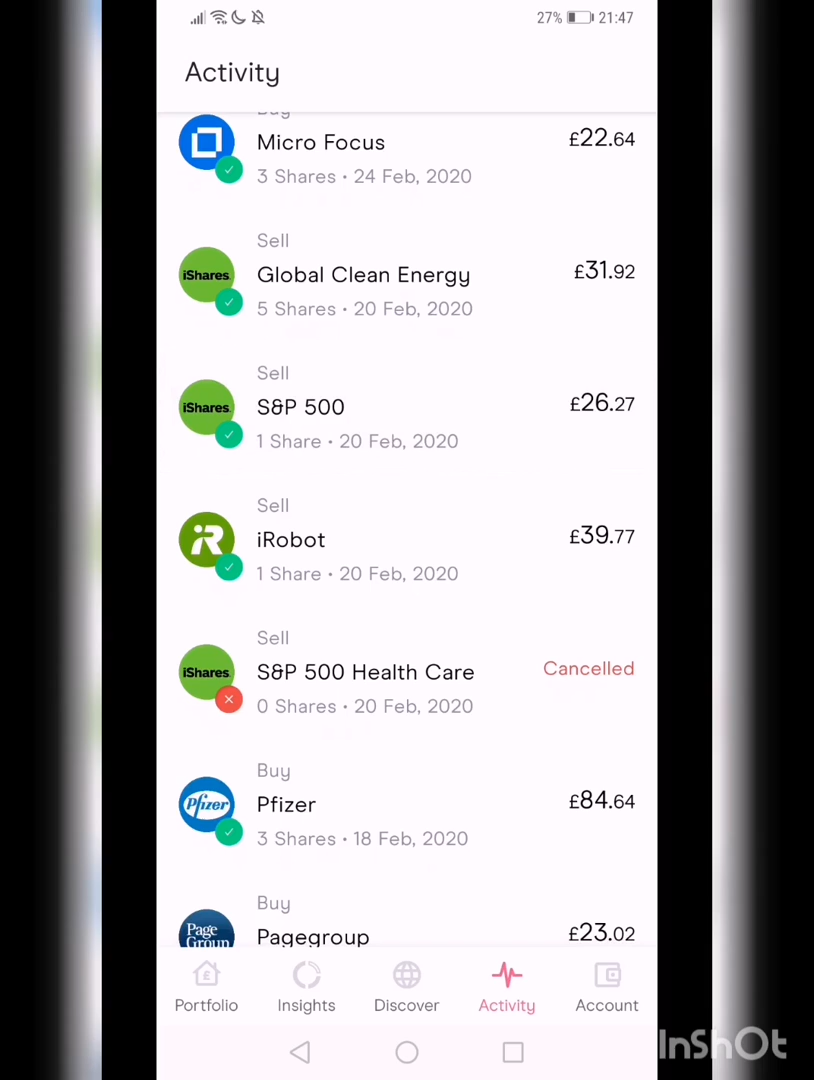 27% 21:47
Activity
Buy
Micro Focus £22.64
3 Shares • 24 Feb, 2020
Sell
iShares. Global Clean Energy £31.92
5 Shares • 20 Feb, 2020
Sell
iShares. S&P 500 £26.27
1 Share • 20 Feb, 2020
Sell
iR iRobot £39.77
1 Share • 20 Feb, 2020
Sell
iShares. S&P 500 Health Care Cancelled
0 Shares • 20 Feb, 2020
Buy
Pfizer Pfizer £84.64
3 Shares • 18 Feb, 2020
Buy
Page Group Pagegroup £23.02
Portfolio Insights Discover Activity Account
InShOt